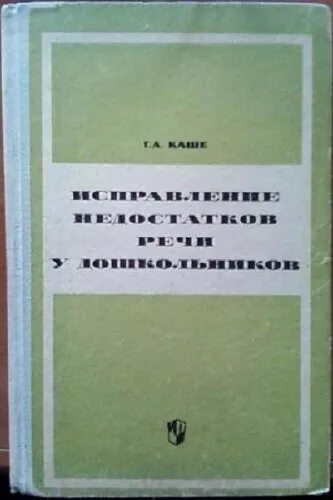 Г.А. КАШЕ
ИСПРАВЛЕНИЕ
НЕДОСТАТКОВ
РЕЧИ
У ДОШКОЛЬНИКОВ